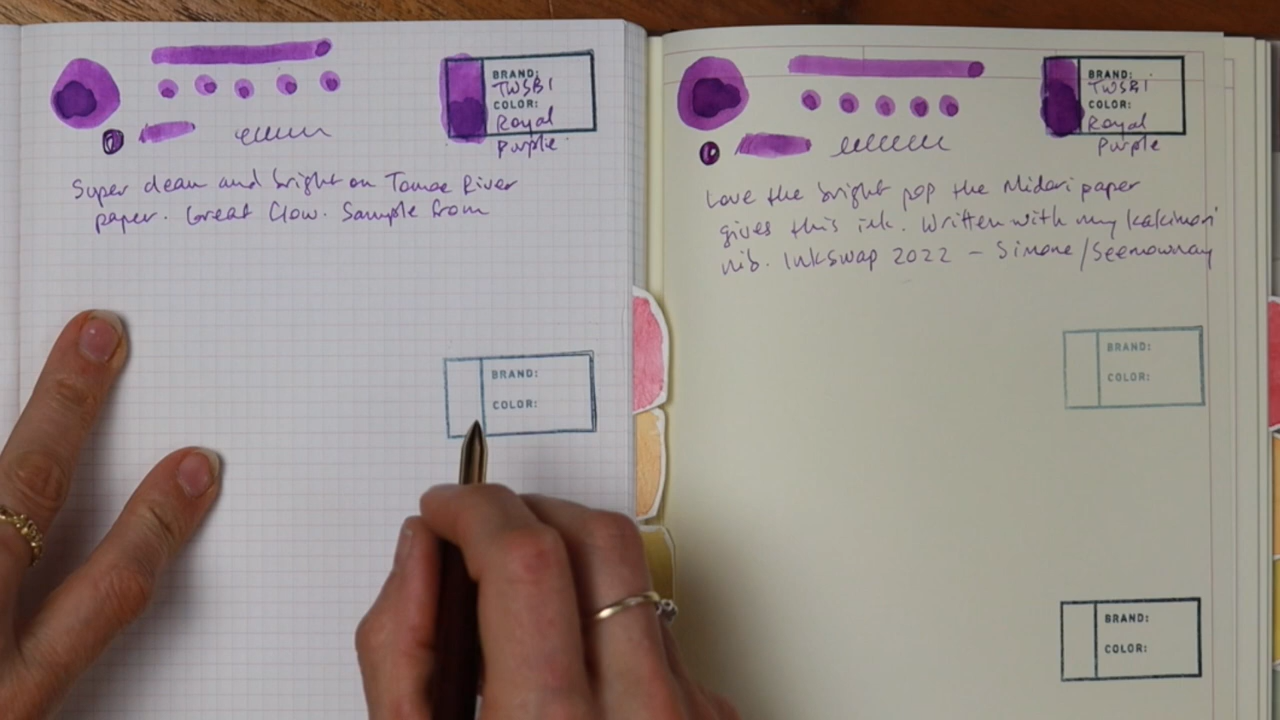 BRAND:
TWSBI
COLOR:
Royal
Purple
Super clean and bright on Tomoe River
paper. Great flow. Sample from
BRAND:
COLOR:
BRAND:
TWSBI
COLOR:
Royal
Purple
Love the bright pop the Midori paper
gives this ink. Written with my Kakimori
nib. Inkswap 2022 – Simone/Seemownay
BRAND:
COLOR:
BRAND:
COLOR: